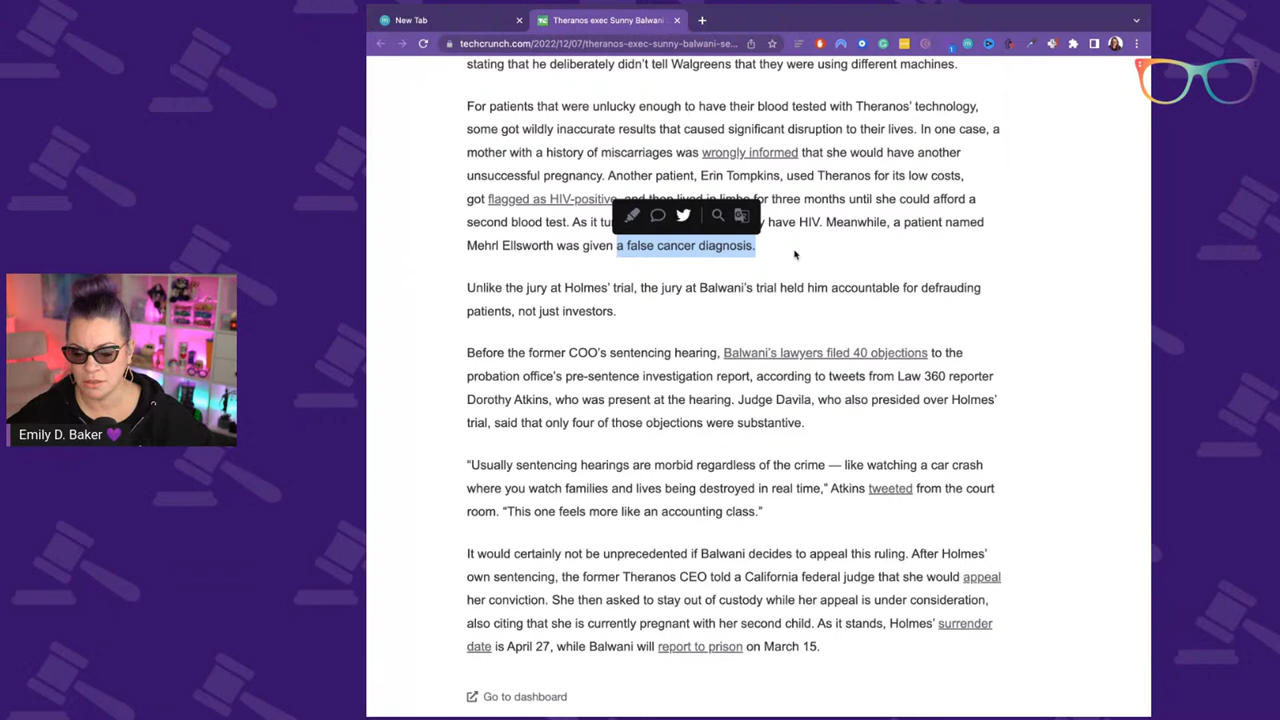 New Tab
Theranos exec Sunny Balwani
techcrunch.com/2022/12/07/theranos-exec-sunny-balwani-se...
1
stating that he deliberately didn't tell Walgreens that they were using different machines.
For patients that were unlucky enough to have their blood tested with Theranos' technology,
some got wildly inaccurate results that caused significant disruption to their lives. In one case, a
mother with a history of miscarriages was wrongly informed that she would have another
unsuccessful pregnancy. Another patient, Erin Tompkins, used Theranos for its low costs,
got flagged as HIV-positive, and then lived in limbo for three months until she could afford a
second blood test. As it tu have HIV. Meanwhile, a patient named
Mehrl Ellsworth was given a false cancer diagnosis.
Unlike the jury at Holmes' trial, the jury at Balwani's trial held him accountable for defrauding
patients, not just investors.
Before the former COO's sentencing hearing, Balwani's lawyers filed 40 objections to the
probation office's pre-sentence investigation report, according to tweets from Law 360 reporter
Dorothy Atkins, who was present at the hearing. Judge Davila, who also presided over Holmes'
trial, said that only four of those objections were substantive.
“Usually sentencing hearings are morbid regardless of the crime — like watching a car crash
where you watch families and lives being destroyed in real time,” Atkins tweeted from the court
room. “This one feels more like an accounting class.”
It would certainly not be unprecedented if Balwani decides to appeal this ruling. After Holmes'
own sentencing, the former Theranos CEO told a California federal judge that she would appeal
her conviction. She then asked to stay out of custody while her appeal is under consideration,
also citing that she is currently pregnant with her second child. As it stands, Holmes' surrender
date is April 27, while Balwani will report to prison on March 15.
Go to dashboard
Emily D. Baker 💜